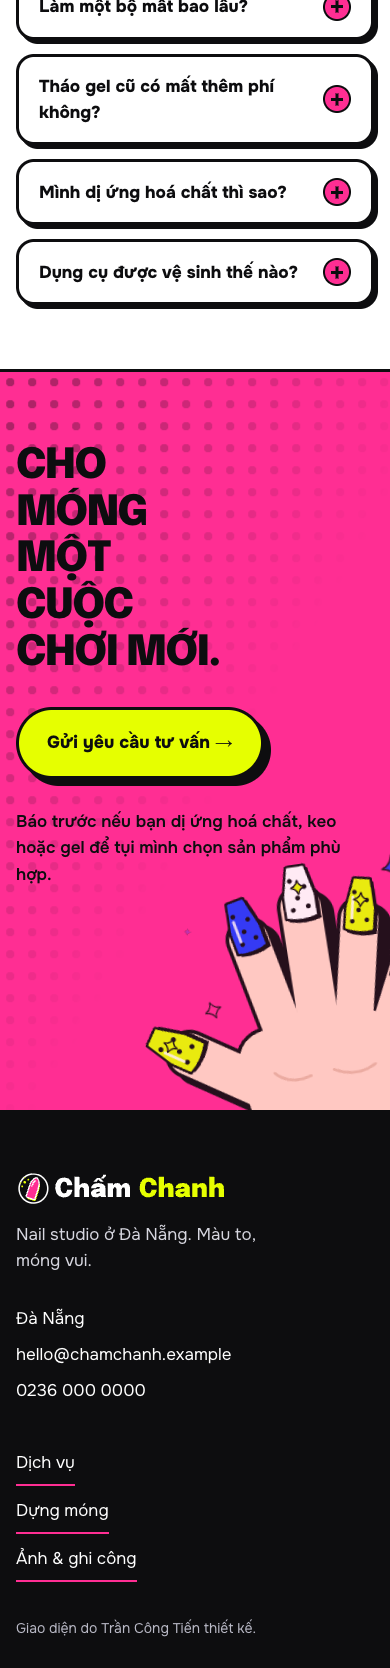 Làm một bộ mất bao lâu?
Tháo gel cũ có mất thêm phí
không?
Mình dị ứng hoá chất thì sao?
Dụng cụ được vệ sinh thế nào?
CHO
MÓNG
MỘT
CUỘC
CHƠI MỚI.
Gửi yêu cầu tư vấn →
Báo trước nếu bạn dị ứng hoá chất, keo
hoặc gel để tụi mình chọn sản phẩm phù
hợp.
Chấm Chanh
Nail studio ở Đà Nẵng. Màu to,
móng vui.
Đà Nẵng
hello@chamchanh.example
0236 000 0000
Dịch vụ
Dựng móng
Ảnh & ghi công
Giao diện do Trần Công Tiến thiết kế.